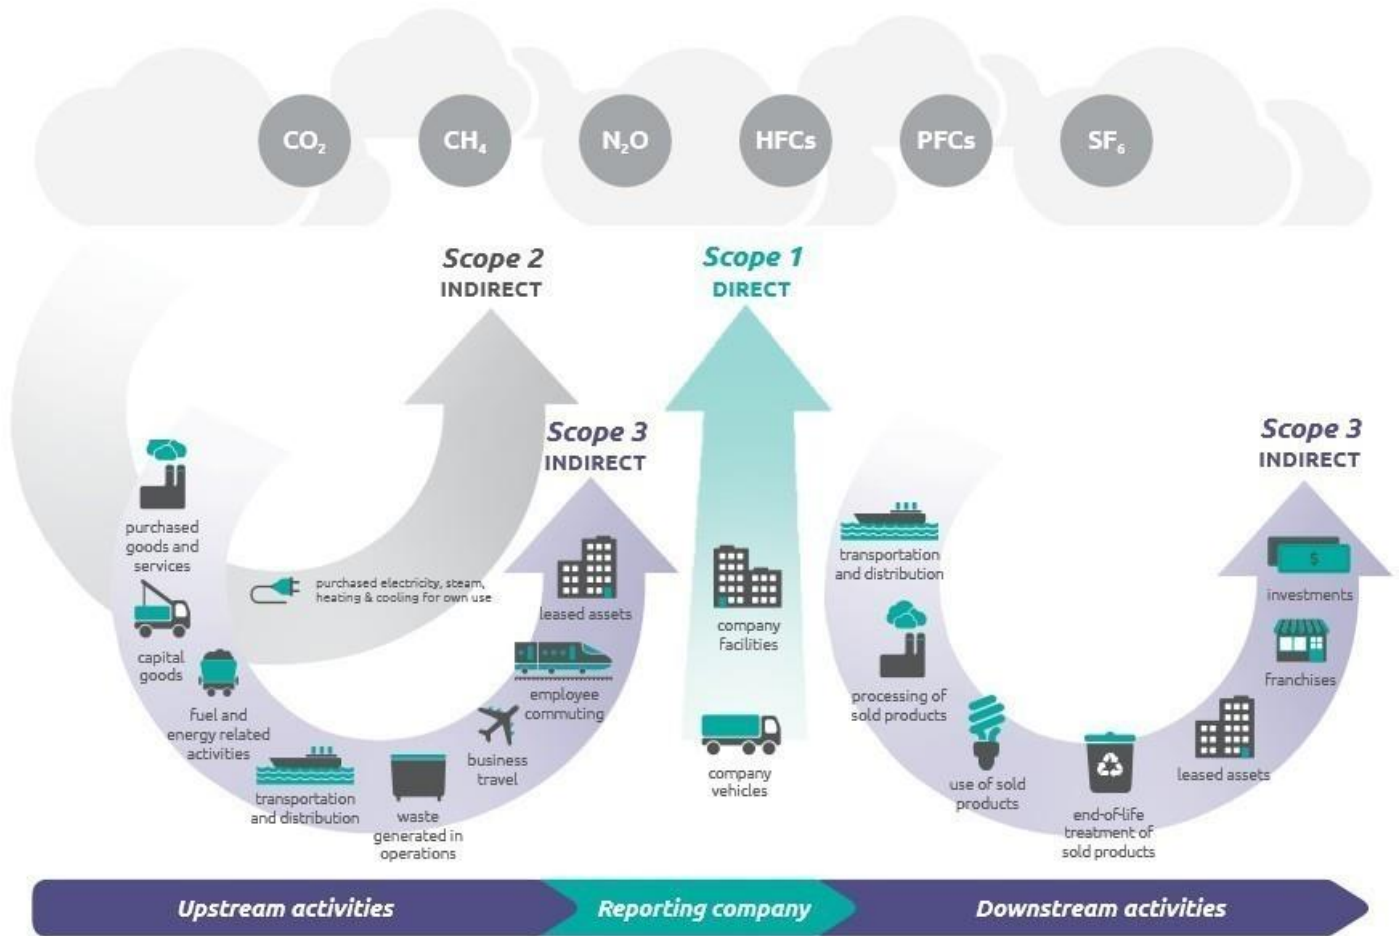 CO₂
CH₄
N₂O
HFCs
PFCs
SF₆
Scope 2
INDIRECT
Scope 1
DIRECT
Scope 3
INDIRECT
Scope 3
INDIRECT
purchased
goods and
services
capital
goods
fuel and
energy related
activities
purchased electricity, steam,
heating & cooling for own use
transportation
and distribution
waste
generated in
operations
business
travel
employee
commuting
leased assets
company
facilities
company
vehicles
transportation
and distribution
processing of
sold products
use of sold
products
end-of-life
treatment of
sold products
leased assets
franchises
$
investments
Upstream activities
Reporting company
Downstream activities